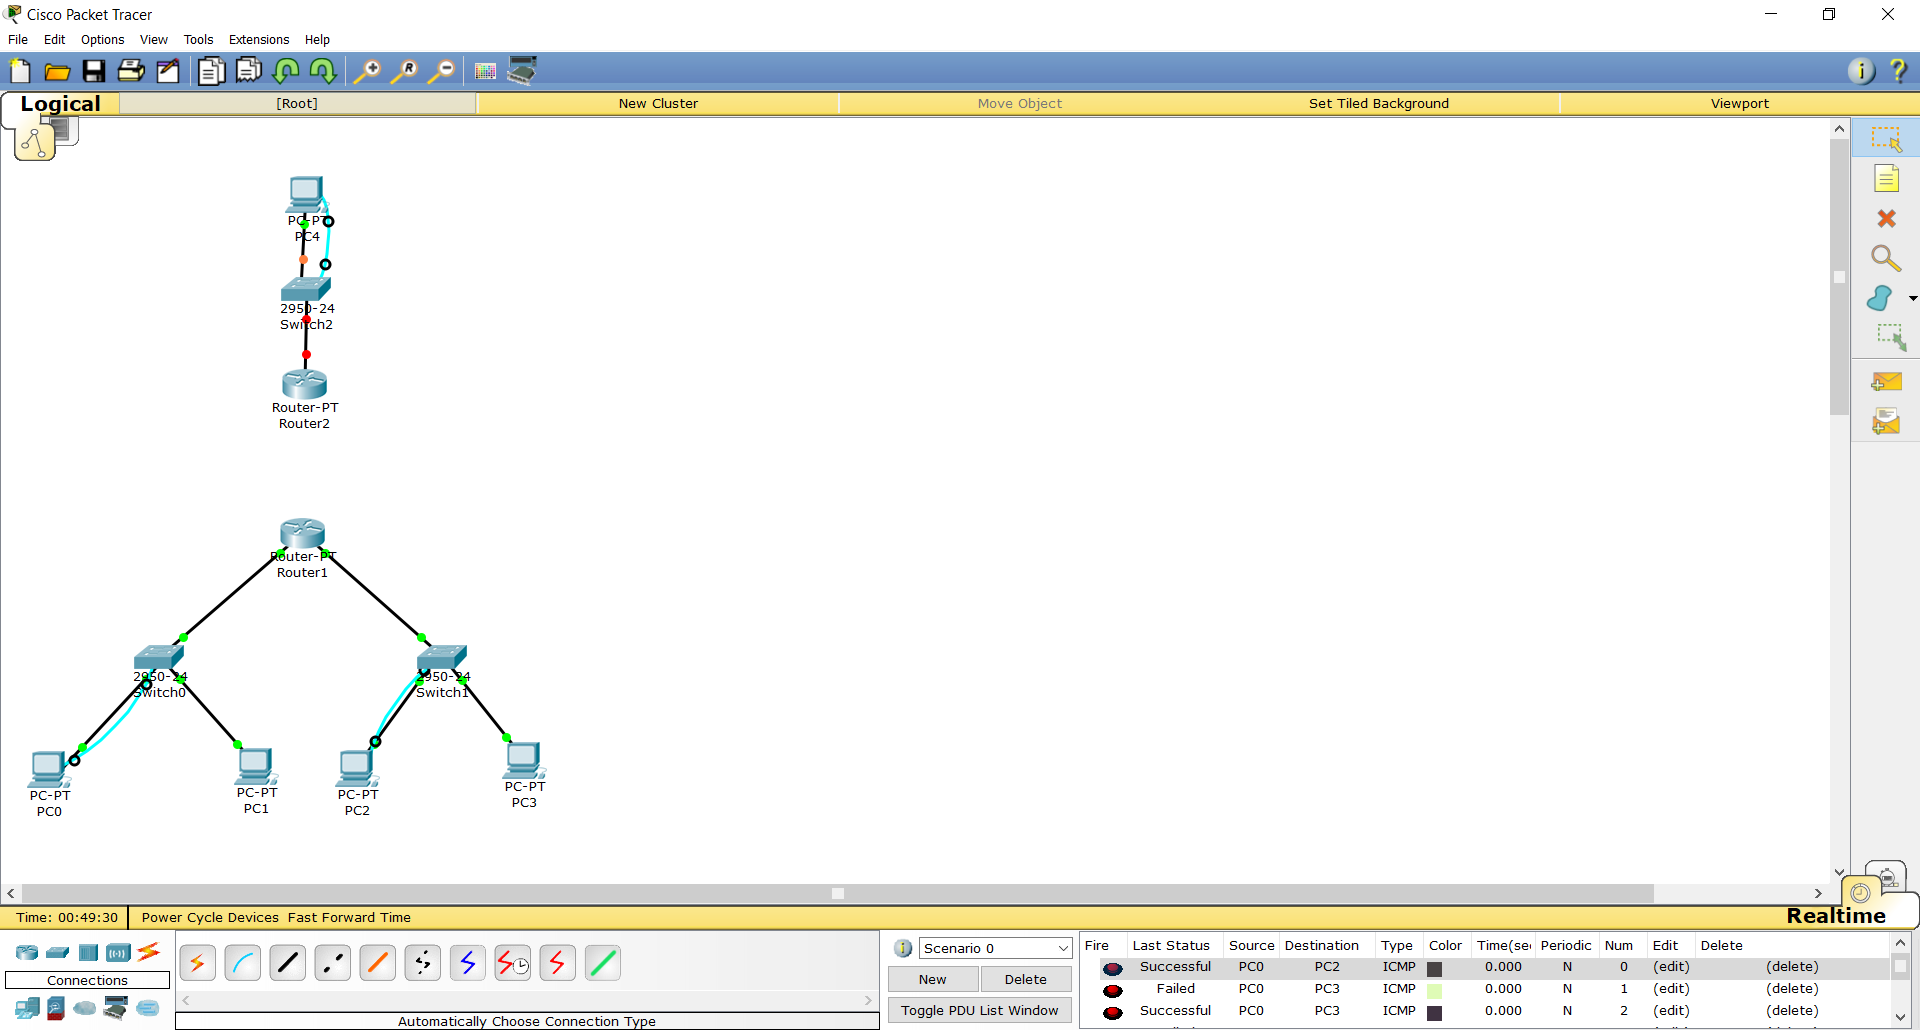 Cisco Packet Tracer
File Edit Options View Tools Extensions Help
Logical [Root] New Cluster Move Object Set Tiled Background Viewport
PC-PT
PC4
2950-24
Switch2
Router-PT
Router2
Router-PT
Router1
2950-24
Switch0
2950-24
Switch1
PC-PT
PC0
PC-PT
PC1
PC-PT
PC2
PC-PT
PC3
Time: 00:49:30 Power Cycle Devices Fast Forward Time Realtime
Connections
Automatically Choose Connection Type
Scenario 0
New Delete
Toggle PDU List Window
Fire Last Status Source Destination Type Color Time(sec Periodic Num Edit Delete
Successful PC0 PC2 ICMP 0.000 N 0 (edit) (delete)
Failed PC0 PC3 ICMP 0.000 N 1 (edit) (delete)
Successful PC0 PC3 ICMP 0.000 N 2 (edit) (delete)